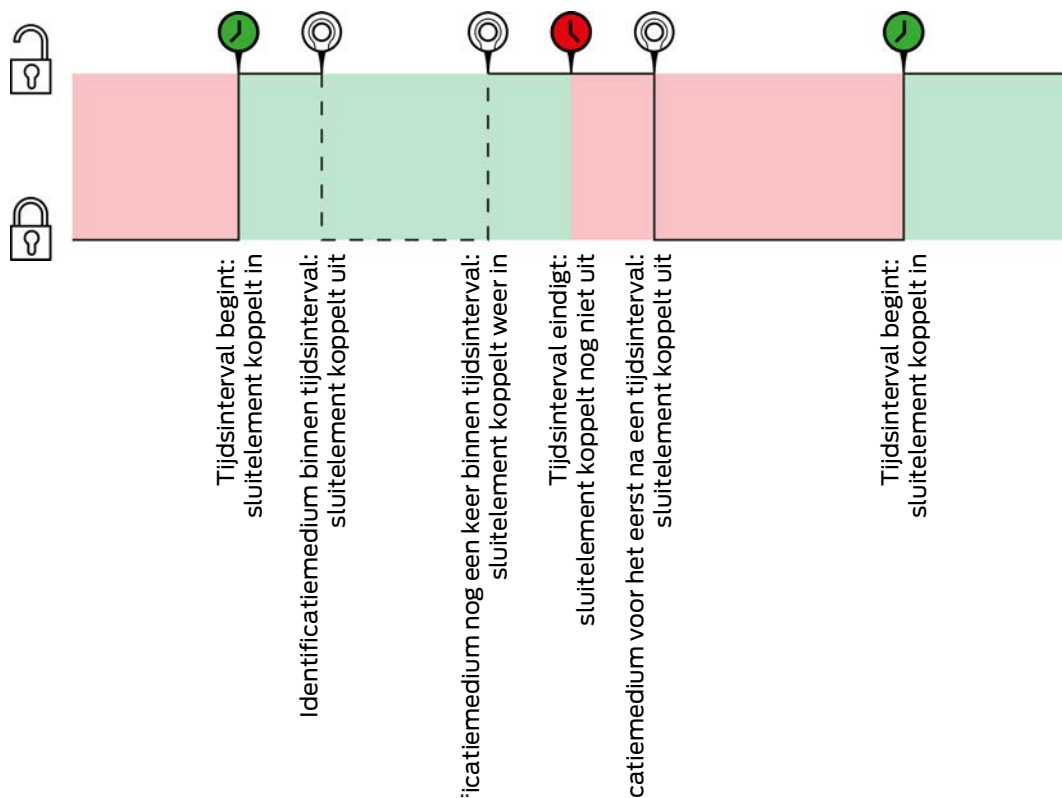 Tijdsinterval begint:
sluitelement koppelt in
Identificatiemedium binnen tijdsinterval:
sluitelement koppelt uit
ficatiemedium nog een keer binnen tijdsinterval:
sluitelement koppelt weer in
Tijdsinterval eindigt:
sluitelement koppelt nog niet uit
catiemedium voor het eerst na een tijdsinterval:
sluitelement koppelt uit
Tijdsinterval begint:
sluitelement koppelt in